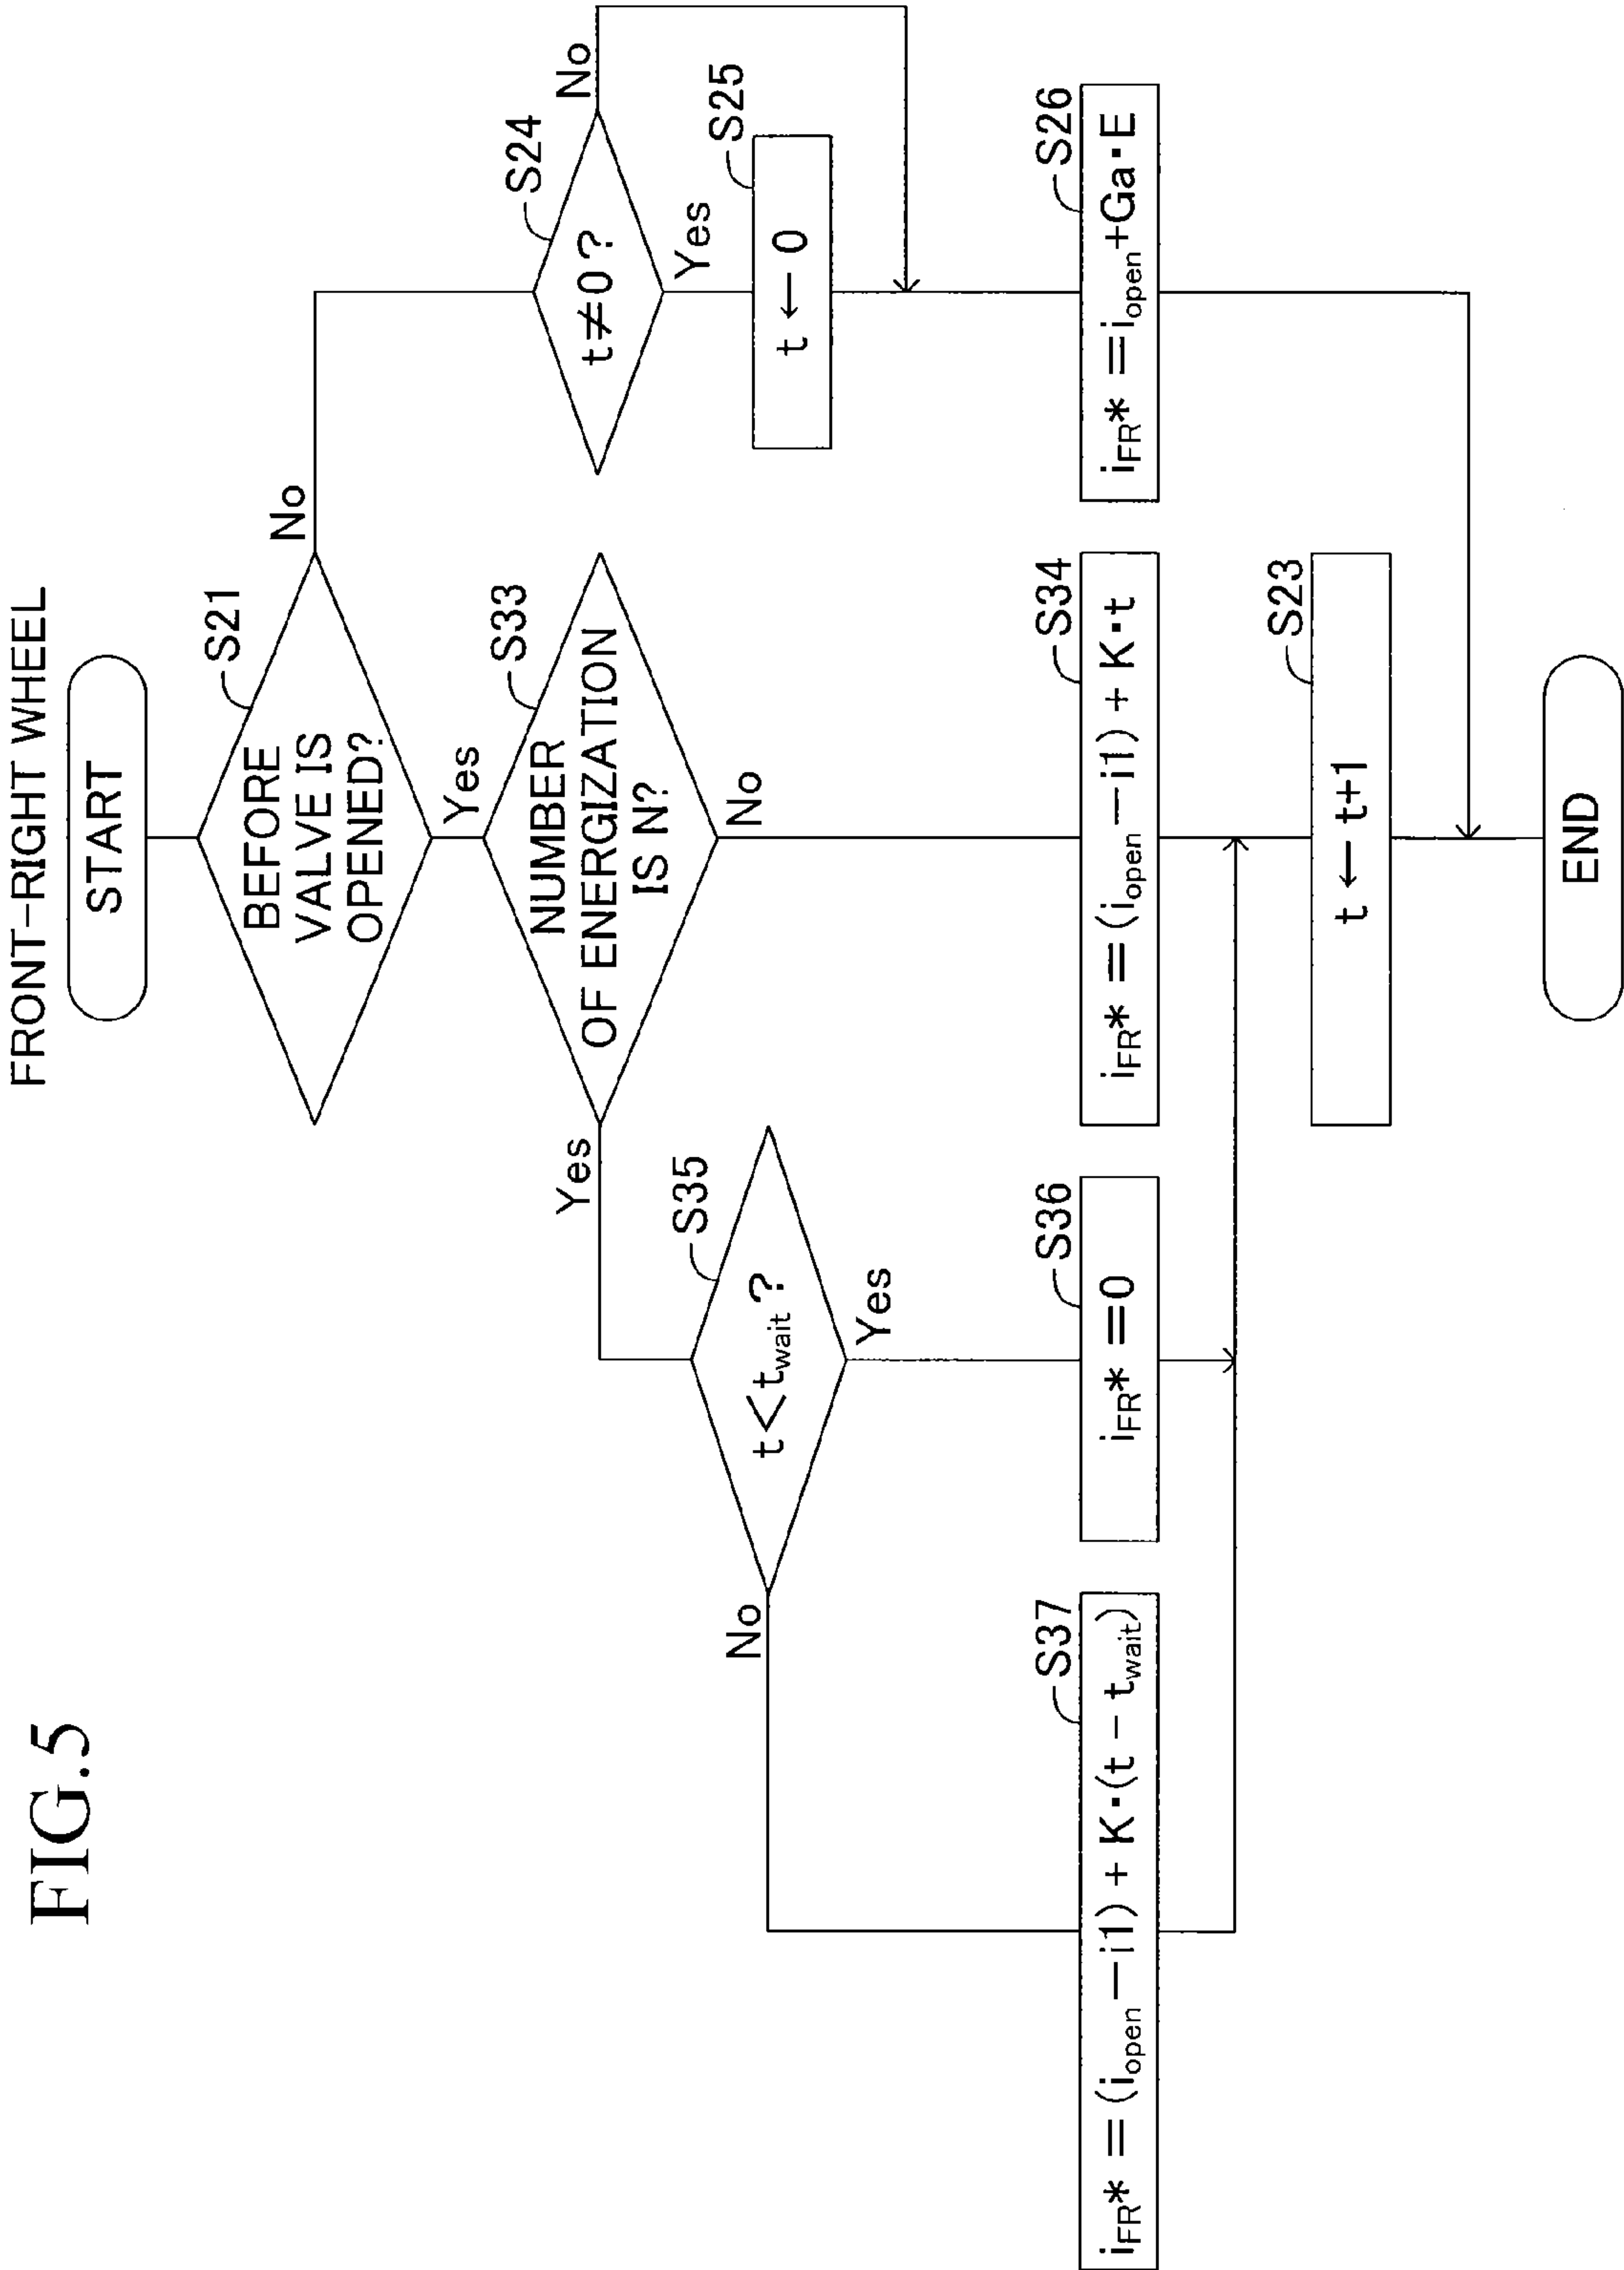 FIG.5
FRONT-RIGHT WHEEL
START
S21
BEFORE
VALVE IS
OPENED?
No
Yes
S33
NUMBER
OF ENERGIZATION
IS N?
Yes
No
S24
t≠0?
No
Yes
S25
t ← 0
S35
t<t_wait?
No
Yes
S37
i_FR* = (i_open − i1) + K·(t − t_wait)
S36
i_FR* = 0
S34
i_FR* = (i_open − i1) + K·t
S26
i_FR* = i_open + Ga·E
S23
t ← t+1
END